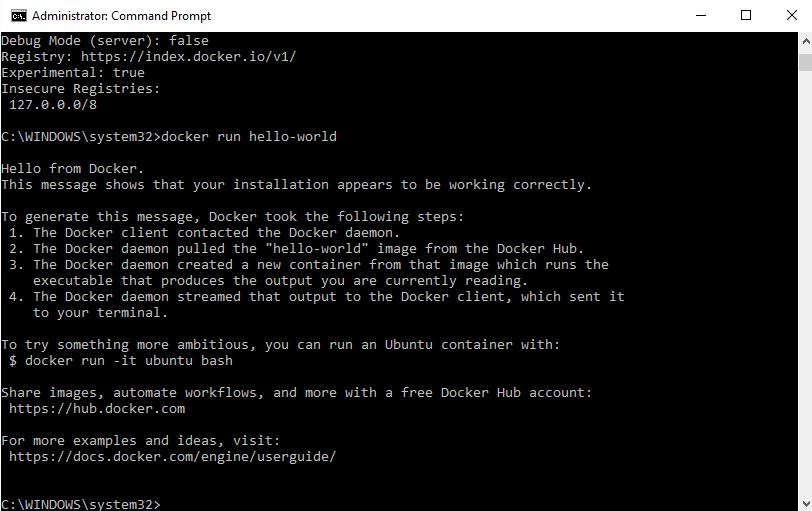 Administrator: Command Prompt
Debug Mode (server): false
Registry: https://index.docker.io/v1/
Experimental: true
Insecure Registries:
 127.0.0.0/8

C:\WINDOWS\system32>docker run hello-world

Hello from Docker.
This message shows that your installation appears to be working correctly.

To generate this message, Docker took the following steps:
 1. The Docker client contacted the Docker daemon.
 2. The Docker daemon pulled the "hello-world" image from the Docker Hub.
 3. The Docker daemon created a new container from that image which runs the
    executable that produces the output you are currently reading.
 4. The Docker daemon streamed that output to the Docker client, which sent it
    to your terminal.

To try something more ambitious, you can run an Ubuntu container with:
 $ docker run -it ubuntu bash

Share images, automate workflows, and more with a free Docker Hub account:
 https://hub.docker.com

For more examples and ideas, visit:
 https://docs.docker.com/engine/userguide/


C:\WINDOWS\system32>